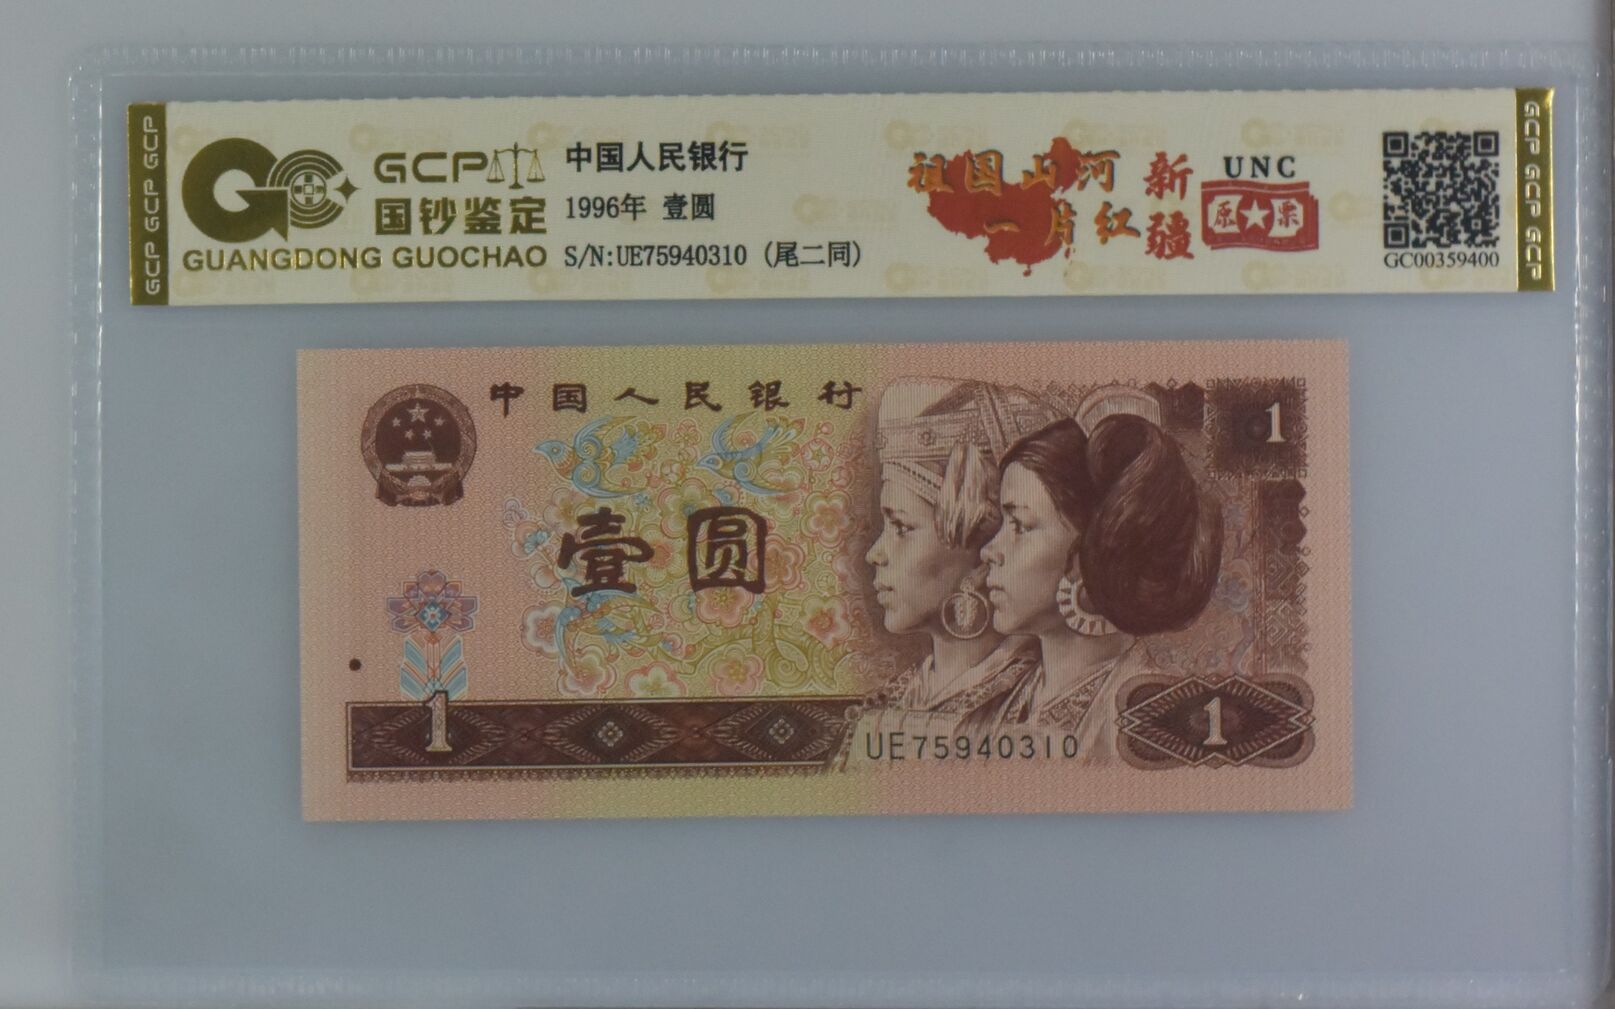 GCP GCP GCP
GCP
国钞鉴定
GUANGDONG GUOCHAO
中国人民银行
1996年 壹圆
S/N:UE75940310 (尾二同)
祖国山河
一片红
新疆
UNC
原★票
GC00359400
GCP GCP GCP
中国人民银行
1
壹圆
1
UE75940310
1